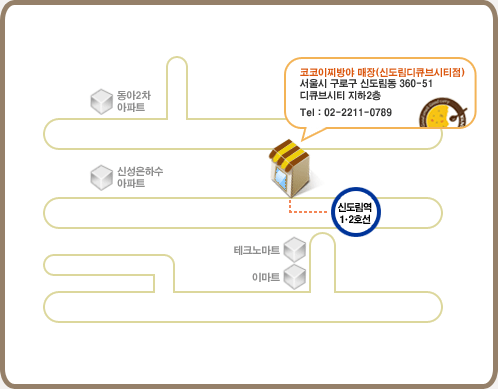 코코이찌방야 매장(신도림디큐브시티점)
서울시 구로구 신도림동 360-51
디큐브시티 지하2층
Tel : 02-2211-0789
동아2차
아파트
신성은하수
아파트
신도림역
1·2호선
테크노마트
이마트